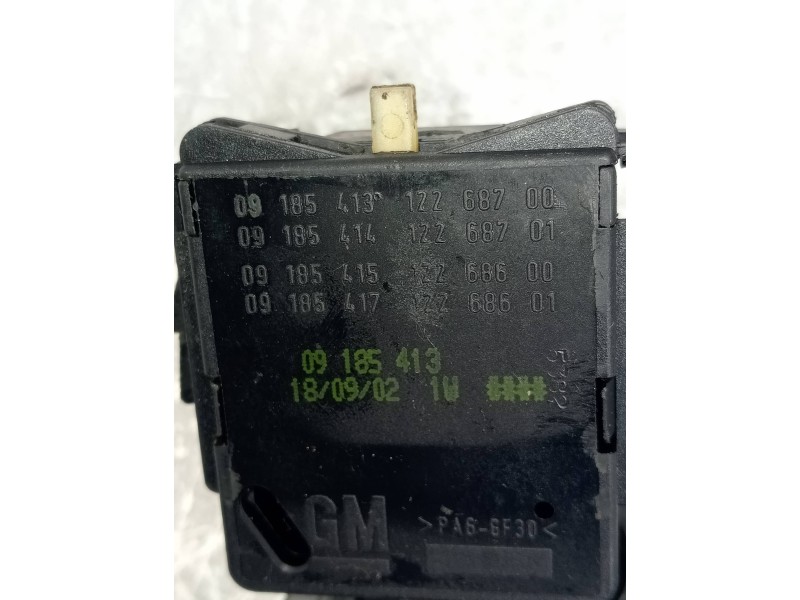 09 185 413 122 687 00
09 185 414 122 687 01
09 185 415 122 686 00
09 185 417 122 686 01
09 185 413
18/09/02 1W ####
5782
GM
>PA6-GF30<